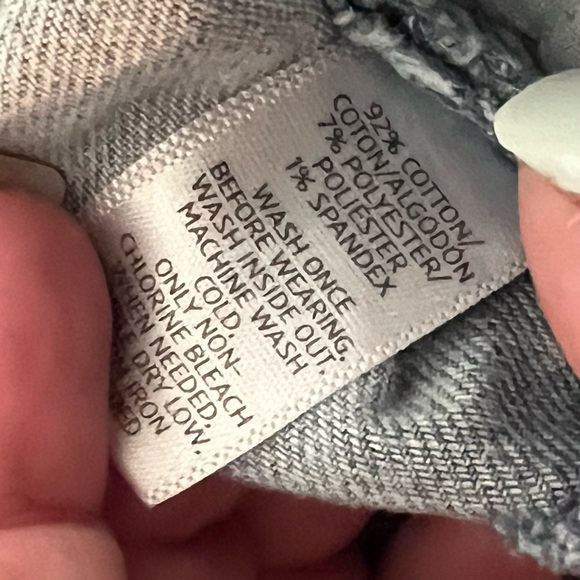 92% COTTON/
COTON/ALGODÓN
7% POLYESTER/
POLIESTER
1% SPANDEX
WASH ONCE
BEFORE WEARING.
WASH INSIDE OUT.
MACHINE WASH
COLD.
ONLY NON-
CHLORINE BLEACH
WHEN NEEDED.
DRY LOW.
IRON